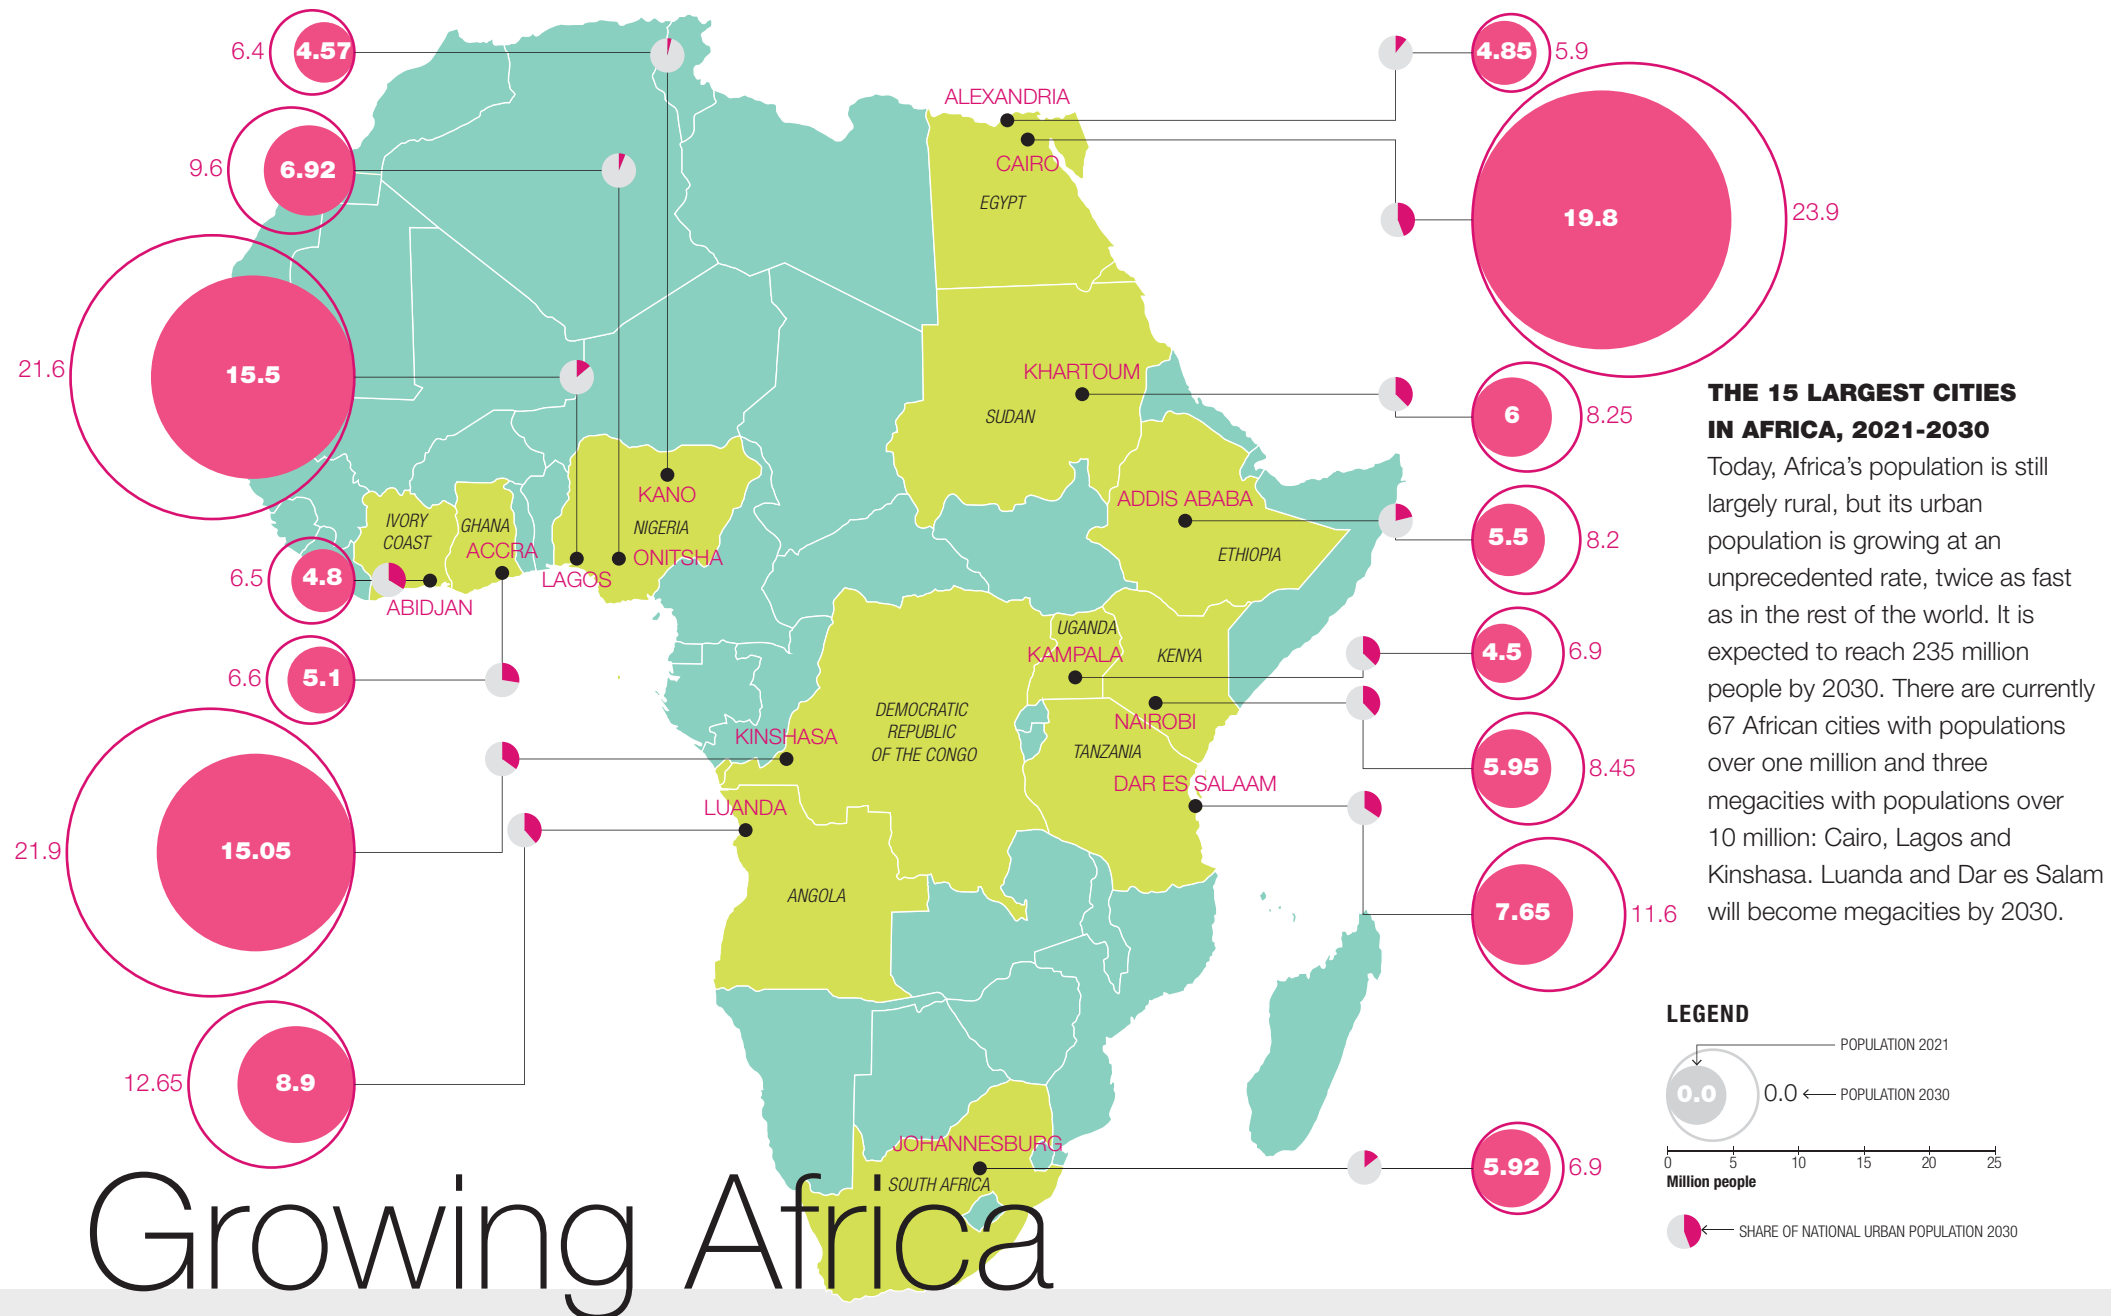 6.4
4.57
9.6
6.92
21.6
15.5
6.5
4.8
6.6
5.1
21.9
15.05
12.65
8.9
ALEXANDRIA
CAIRO
EGYPT
KHARTOUM
SUDAN
ADDIS ABABA
ETHIOPIA
KANO
NIGERIA
ONITSHA
LAGOS
IVORY
COAST
GHANA
ACCRA
ABIDJAN
UGANDA
KAMPALA
KENYA
NAIROBI
DEMOCRATIC
REPUBLIC
OF THE CONGO
KINSHASA
TANZANIA
DAR ES SALAAM
LUANDA
ANGOLA
JOHANNESBURG
SOUTH AFRICA
4.85
5.9
19.8
23.9
6
8.25
5.5
8.2
4.5
6.9
5.95
8.45
7.65
11.6
5.92
6.9
THE 15 LARGEST CITIES
IN AFRICA, 2021-2030
Today, Africa's population is still
largely rural, but its urban
population is growing at an
unprecedented rate, twice as fast
as in the rest of the world. It is
expected to reach 235 million
people by 2030. There are currently
67 African cities with populations
over one million and three
megacities with populations over
10 million: Cairo, Lagos and
Kinshasa. Luanda and Dar es Salam
will become megacities by 2030.
LEGEND
POPULATION 2021
0.0
0.0
POPULATION 2030
0 5 10 15 20 25
Million people
SHARE OF NATIONAL URBAN POPULATION 2030
Growing Africa